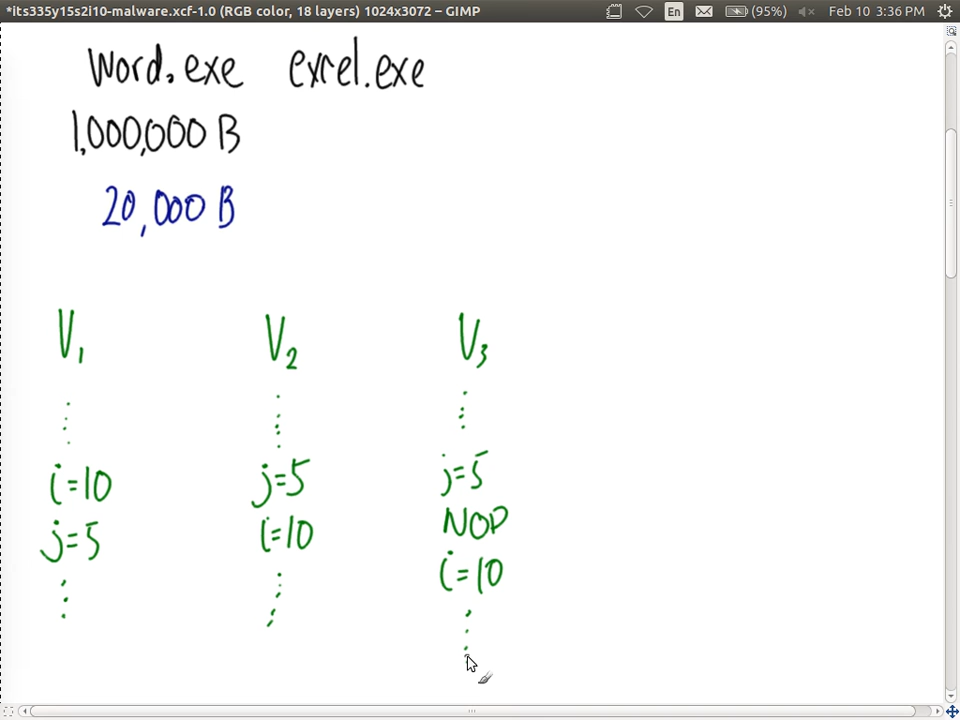 *its335y15s2i10-malware.xcf-1.0 (RGB color, 18 layers) 1024x3072 – GIMP En (95%) Feb 10 3:36 PM
Word.exe excel.exe
1,000,000 B
20,000 B
V1 V2 V3
i=10 j=5 j=5
j=5 i=10 NOP
i=10